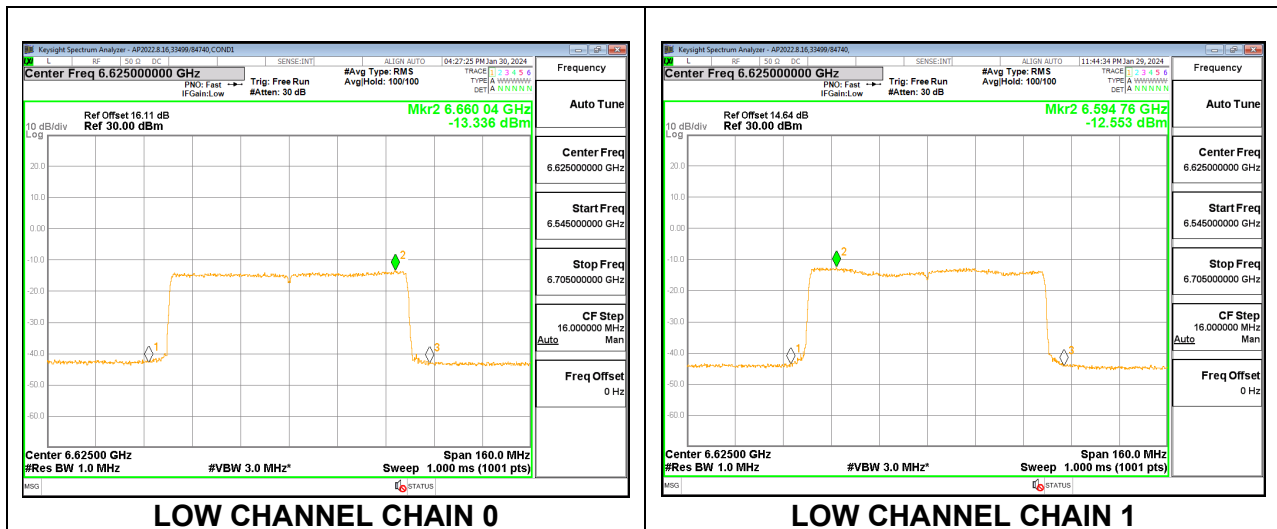 Keysight Spectrum Analyzer - AP2022.8.16,33499/84740,COND1
L RF 50 Ω DC SENSE:INT ALIGN AUTO 04:27:25 PM Jan 30, 2024
Center Freq 6.625000000 GHz
PNO: Fast
IFGain:Low
Trig: Free Run
#Atten: 30 dB
#Avg Type: RMS
Avg|Hold: 100/100
TRACE 1 2 3 4 5 6
TYPE A WWWWW
DET A N N N N N
Frequency
Auto Tune
Mkr2 6.660 04 GHz
-13.336 dBm
Ref Offset 16.11 dB
10 dB/div Ref 30.00 dBm
Log
20.0
10.0
0.00
-10.0
-20.0
-30.0
-40.0
-50.0
-60.0
1
2
3
Center Freq
6.625000000 GHz
Start Freq
6.545000000 GHz
Stop Freq
6.705000000 GHz
CF Step
16.000000 MHz
Auto Man
Freq Offset
0 Hz
Center 6.62500 GHz Span 160.0 MHz
#Res BW 1.0 MHz #VBW 3.0 MHz* Sweep 1.000 ms (1001 pts)
MSG STATUS
LOW CHANNEL CHAIN 0
Keysight Spectrum Analyzer - AP2022.8.16,33499/84740,
L RF 50 Ω DC SENSE:INT ALIGN AUTO 11:44:34 PM Jan 29, 2024
Center Freq 6.625000000 GHz
PNO: Fast
IFGain:Low
Trig: Free Run
#Atten: 30 dB
#Avg Type: RMS
Avg|Hold: 100/100
TRACE 1 2 3 4 5 6
TYPE A WWWWW
DET A N N N N N
Frequency
Auto Tune
Mkr2 6.594 76 GHz
-12.553 dBm
Ref Offset 14.64 dB
10 dB/div Ref 30.00 dBm
Log
20.0
10.0
0.00
-10.0
-20.0
-30.0
-40.0
-50.0
-60.0
1
2
3
Center Freq
6.625000000 GHz
Start Freq
6.545000000 GHz
Stop Freq
6.705000000 GHz
CF Step
16.000000 MHz
Auto Man
Freq Offset
0 Hz
Center 6.62500 GHz Span 160.0 MHz
#Res BW 1.0 MHz #VBW 3.0 MHz* Sweep 1.000 ms (1001 pts)
MSG STATUS
LOW CHANNEL CHAIN 1